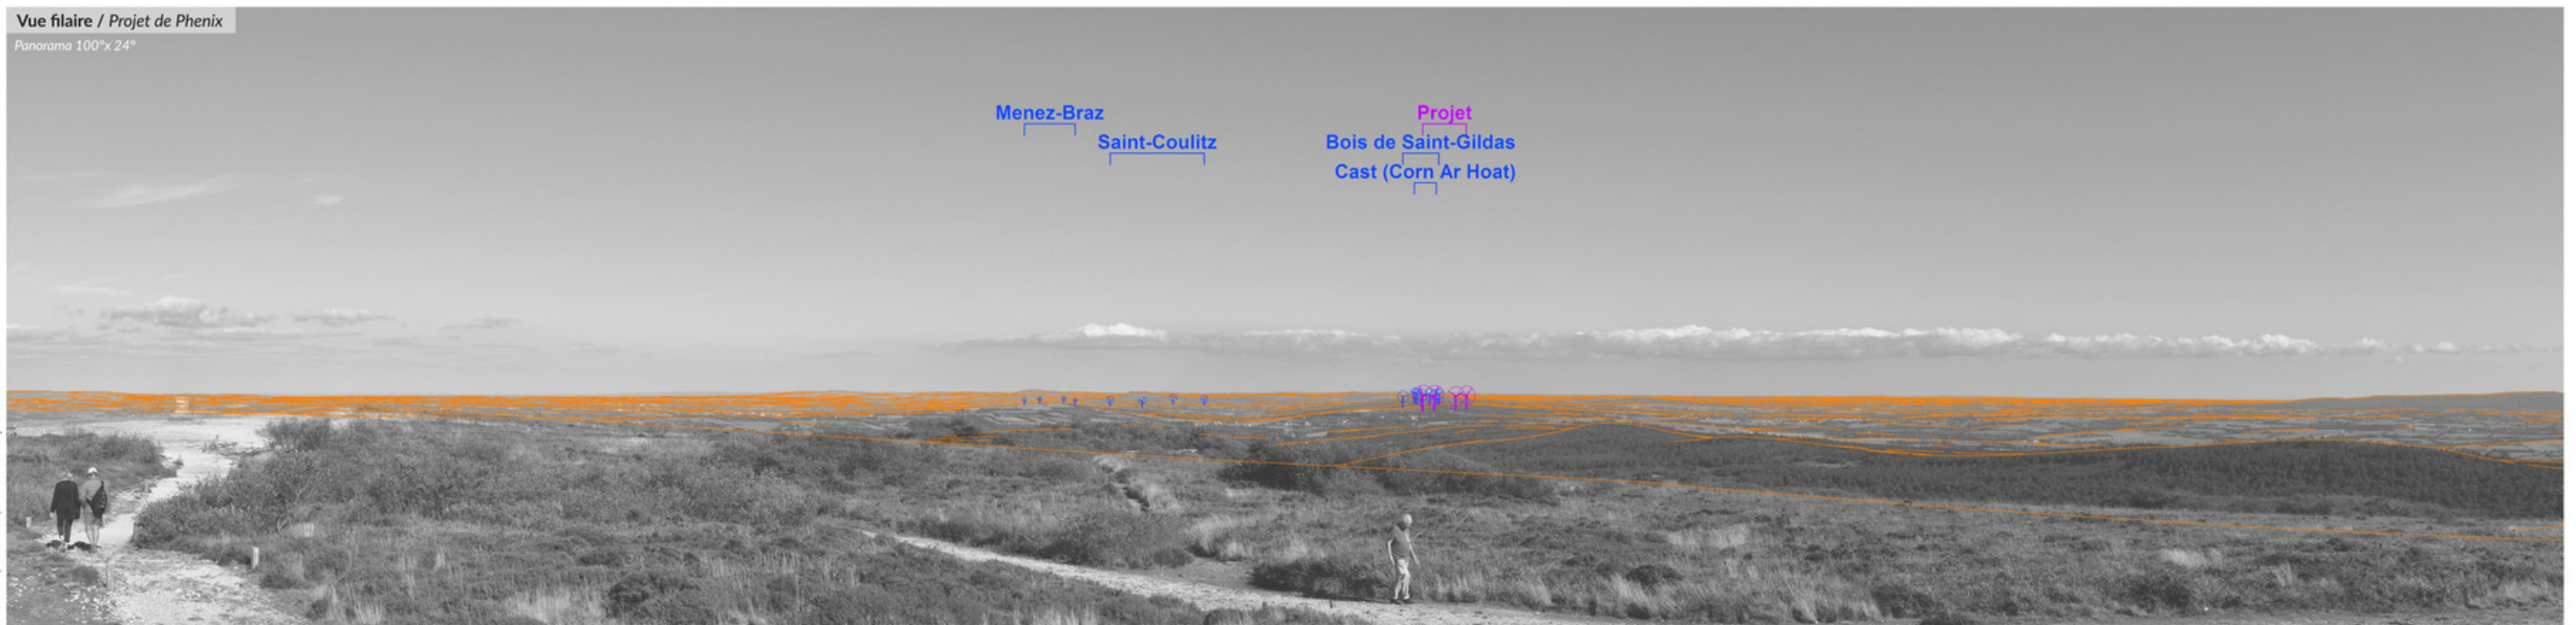 Vue filaire / Projet de Phenix
Panorama 100°x 24°
Menez-Braz
Projet
Saint-Coulitz
Bois de Saint-Gildas
Cast (Corn Ar Hoat)